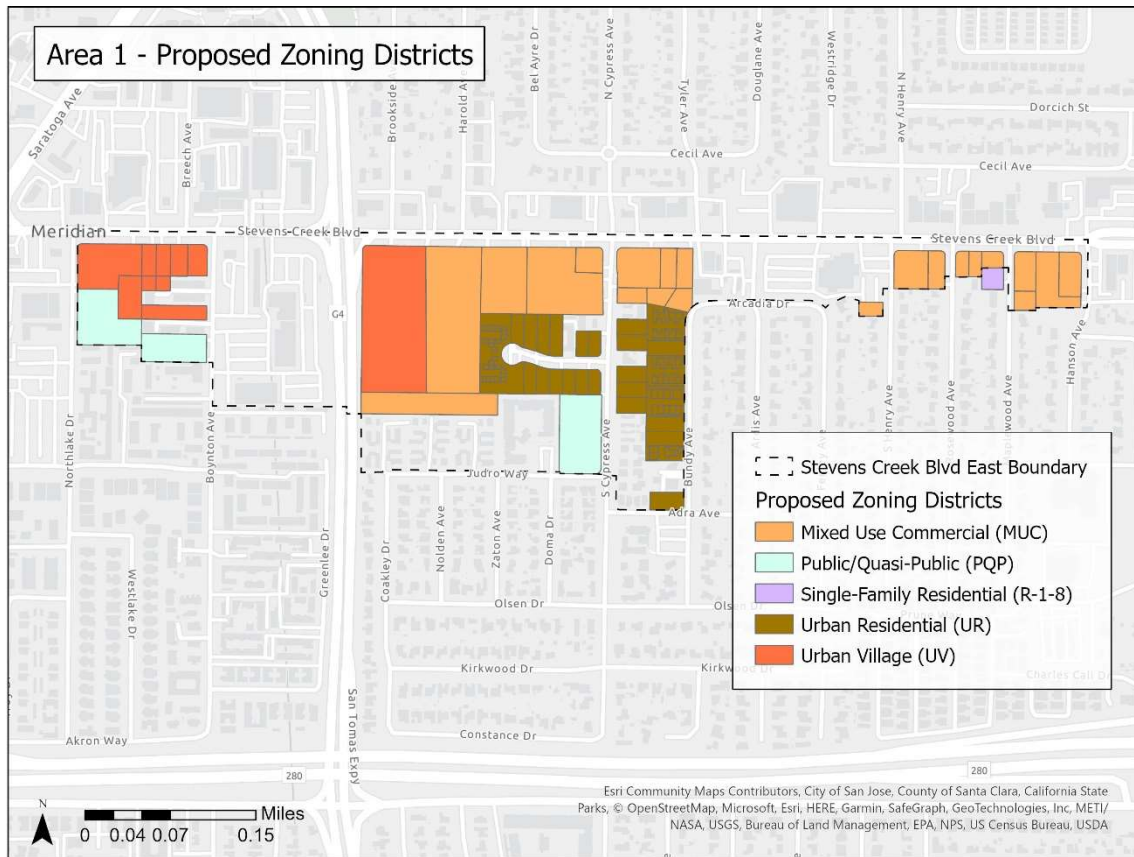 Area 1 - Proposed Zoning Districts
Saratoga Ave
Breech Ave
Brookside Ave
Harold Ave
Bel Ayre Dr
N Cypress Ave
Tyler Ave
Douglane Ave
Westridge Dr
N Henry Ave
Dorcich St
Cecil Ave
Cecil Ave
Meridian
Stevens Creek Blvd
Stevens Creek Blvd
G4
Arcadia Dr
Hanson Ave
Northlake Dr
Boynton Ave
Judro Way
S Cypress Ave
Bundy Ave
S Henry Ave
Adra Ave
Westlake Dr
Greenlee Dr
Coakley Dr
Nolden Ave
Zaton Ave
Doma Dr
Olsen Dr
Olsen Dr
Kirkwood Dr
Kirkwood Dr
Charles Cali Dr
Constance Dr
Akron Way
San Tomas Expy
280
280
Stevens Creek Blvd East Boundary
Proposed Zoning Districts
Mixed Use Commercial (MUC)
Public/Quasi-Public (PQP)
Single-Family Residential (R-1-8)
Urban Residential (UR)
Urban Village (UV)
N
Miles
0 0.04 0.07 0.15
Esri Community Maps Contributors, City of San Jose, County of Santa Clara, California State
Parks, © OpenStreetMap, Microsoft, Esri, HERE, Garmin, SafeGraph, GeoTechnologies, Inc, METI/
NASA, USGS, Bureau of Land Management, EPA, NPS, US Census Bureau, USDA